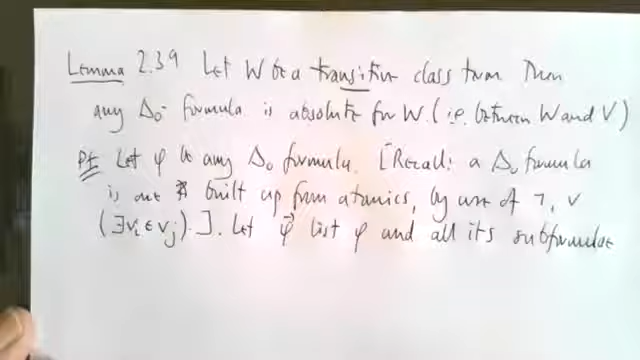 Lemma 2.39 Let W be a transitive class term Then
any Δ₀- formula is absolute for W. (i.e. between W and V)
Pf Let φ be any Δ₀ formula. [Recall: a Δ₀ formula
is one built up from atomics, by use of ¬, ∨
(∃vᵢ ∈ vⱼ). ]. Let φ⃗ list φ and all its subformulae